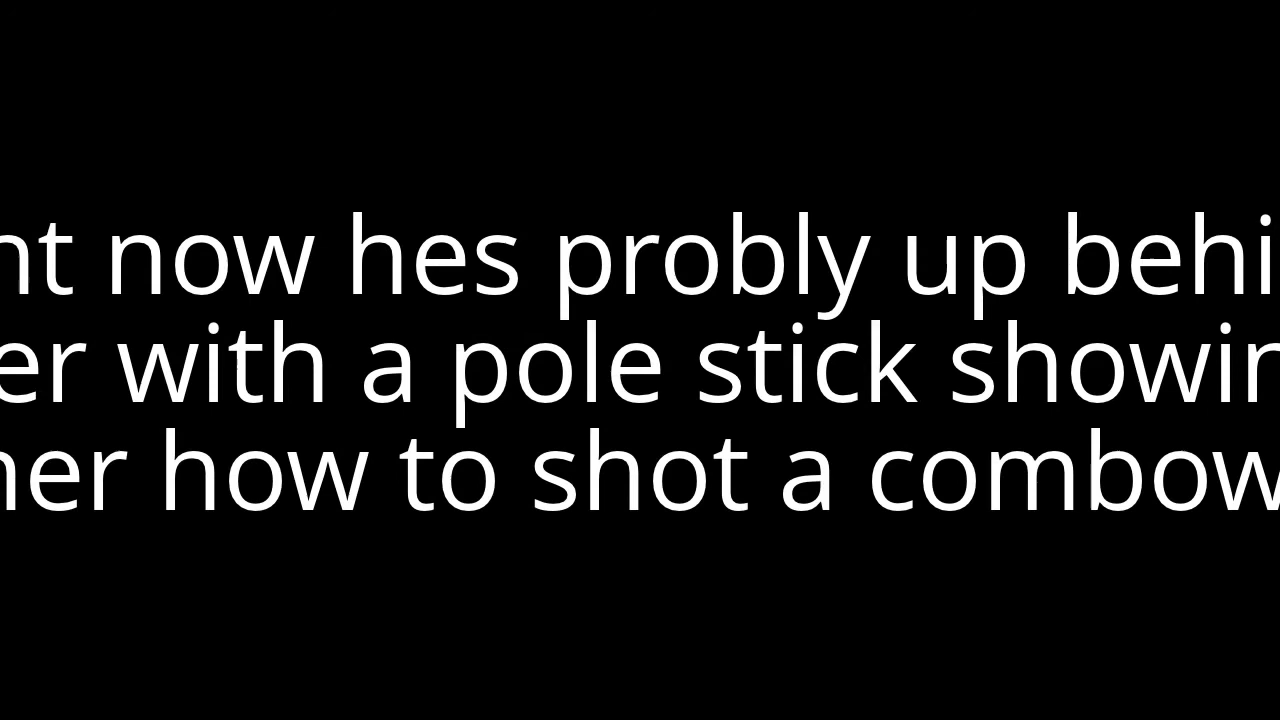 nt now hes probly up behi
er with a pole stick showin
her how to shot a combow